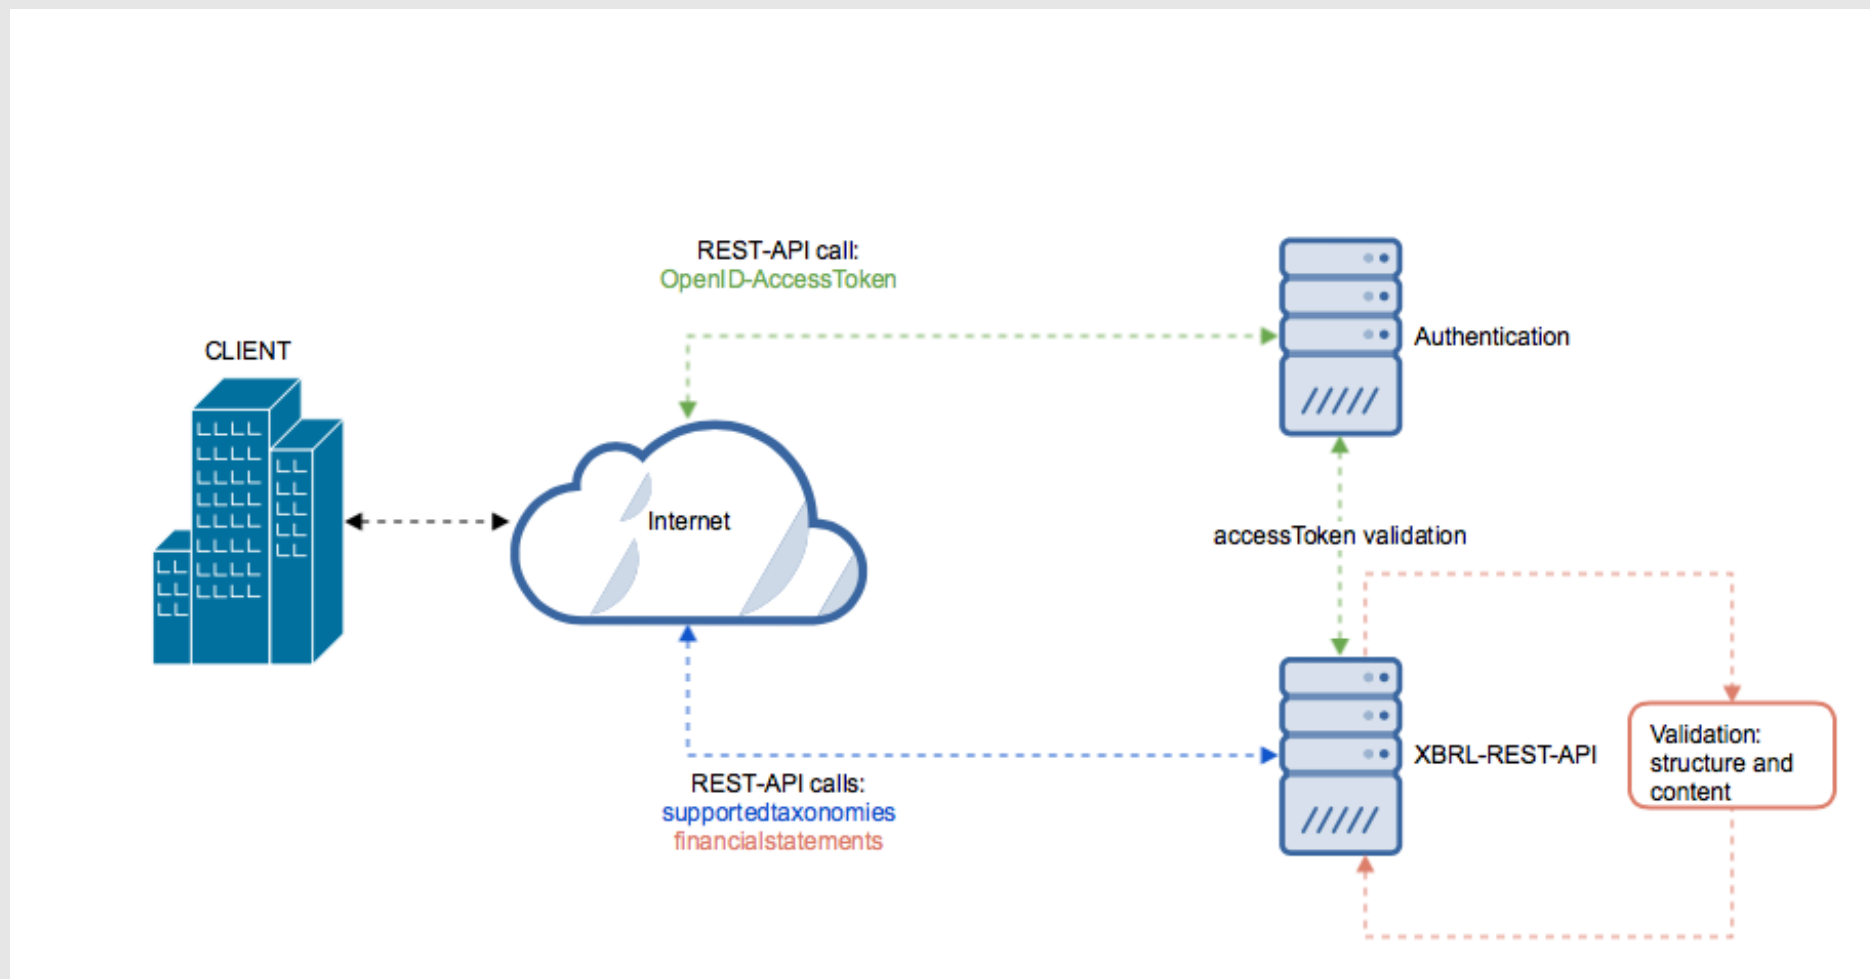 REST-API call:
OpenID-AccessToken
CLIENT
Authentication
Internet
accessToken validation
Validation:
structure and
content
XBRL-REST-API
REST-API calls:
supportedtaxonomies
financialstatements